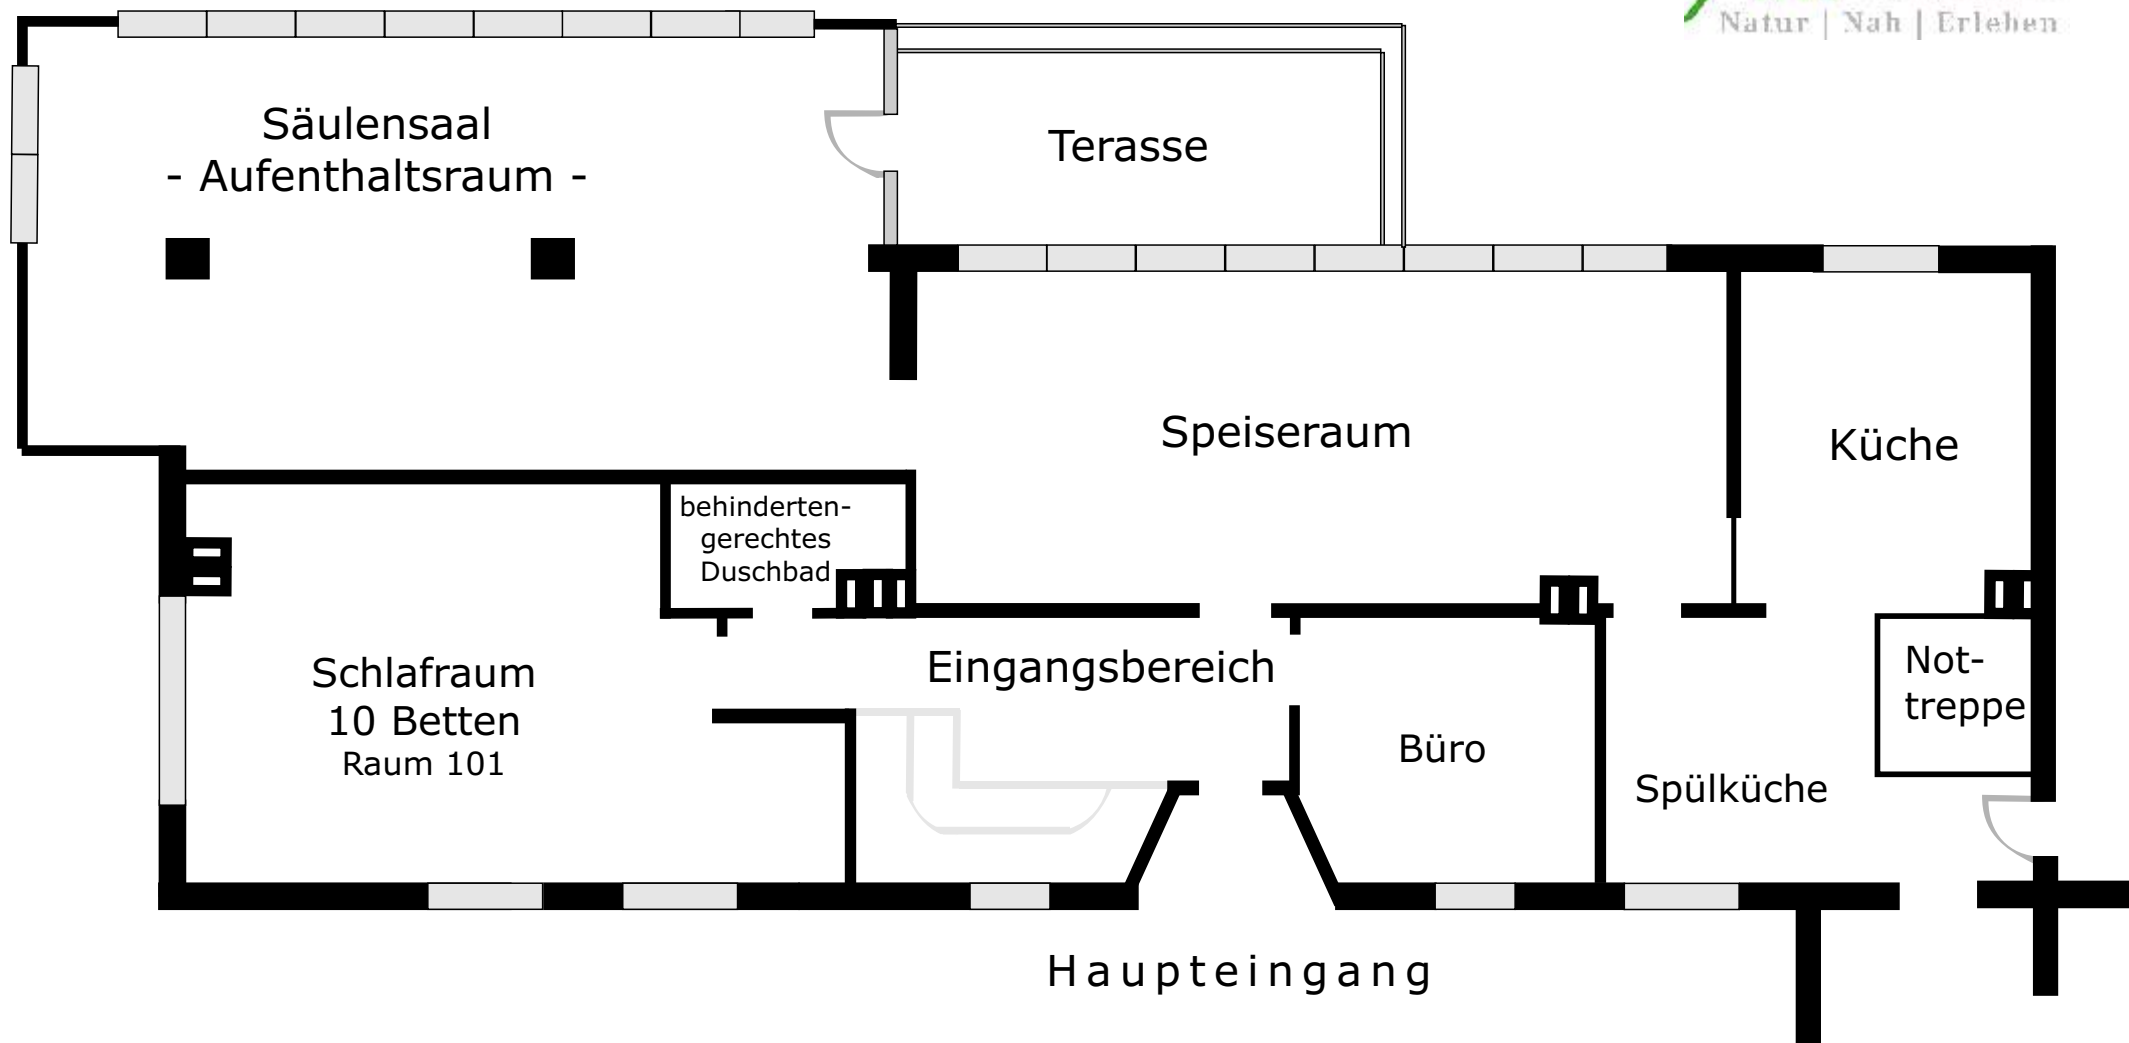 Natur | Nah | Erleben
Säulensaal
- Aufenthaltsraum -
Terasse
Speiseraum
Küche
behinderten-
gerechtes
Duschbad
Schlafraum
10 Betten
Raum 101
Eingangsbereich
Büro
Spülküche
Not-
treppe
Haupteingang